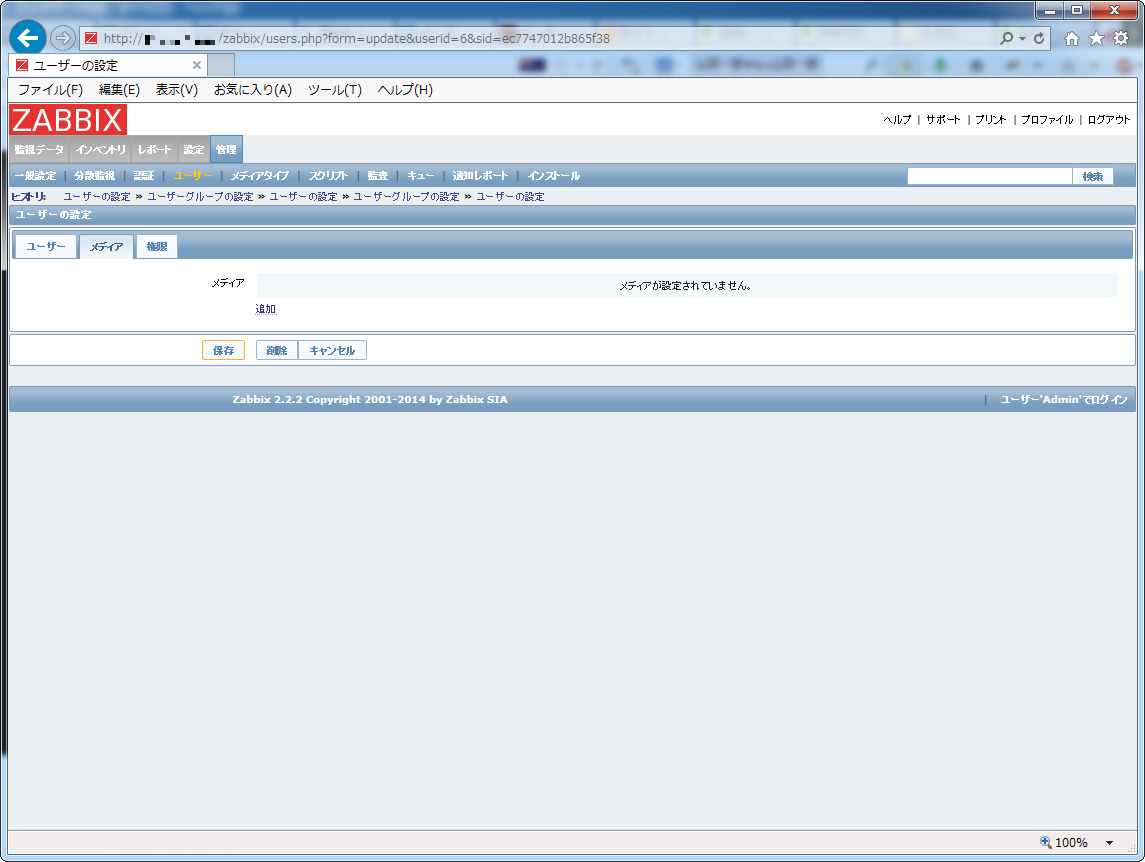 http:// /zabbix/users.php?form=update&userid=6&sid=ec7747012b865f38
ユーザーの設定
ファイル(F) 編集(E) 表示(V) お気に入り(A) ツール(T) ヘルプ(H)
ZABBIX
ヘルプ | サポート | プリント | プロファイル | ログアウト
監視データ インベントリ レポート 設定 管理
一般設定 | 分散監視 | 認証 | ユーザー | メディアタイプ | スクリプト | 監査 | キュー | 通知レポート | インストール 検索
ヒストリ: ユーザーの設定 » ユーザーグループの設定 » ユーザーの設定 » ユーザーグループの設定 » ユーザーの設定
ユーザーの設定
ユーザー メディア 権限
メディア メディアが設定されていません。
追加
保存 削除 キャンセル
Zabbix 2.2.2 Copyright 2001-2014 by Zabbix SIA | ユーザー'Admin'でログイン
100%